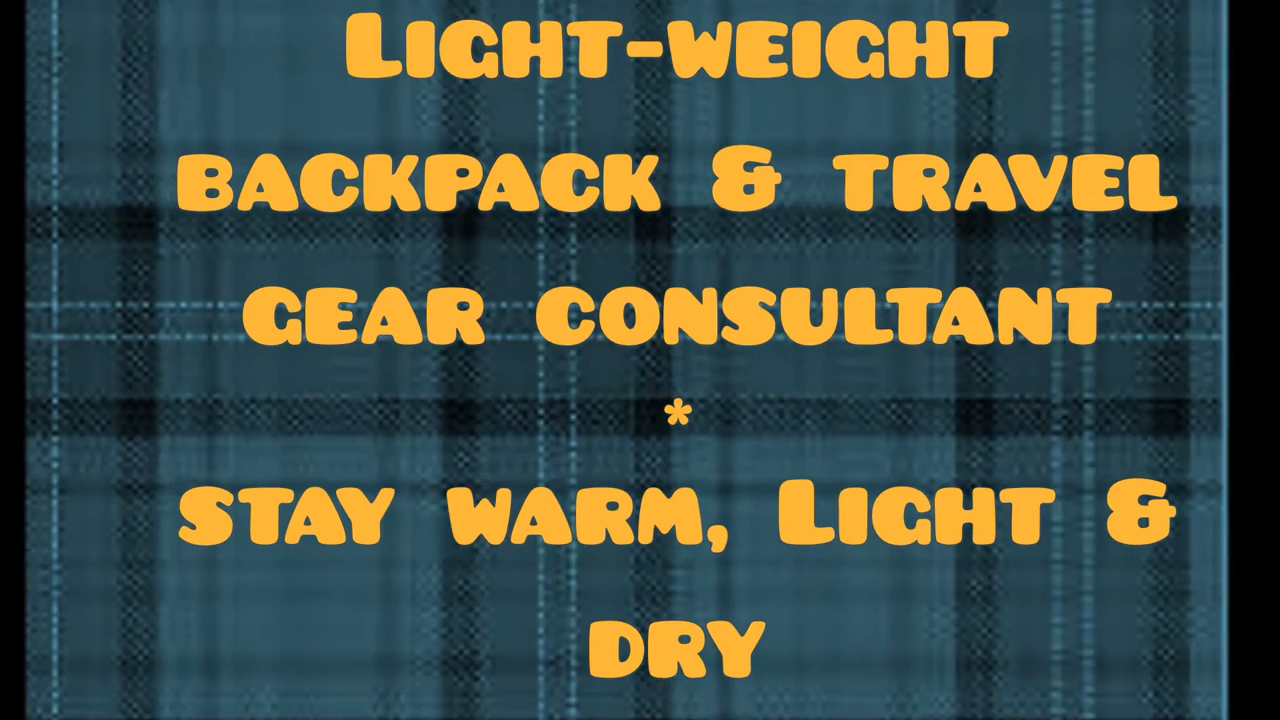 Light-weight
backpack & travel
gear consultant
*
stay warm, Light &
dry